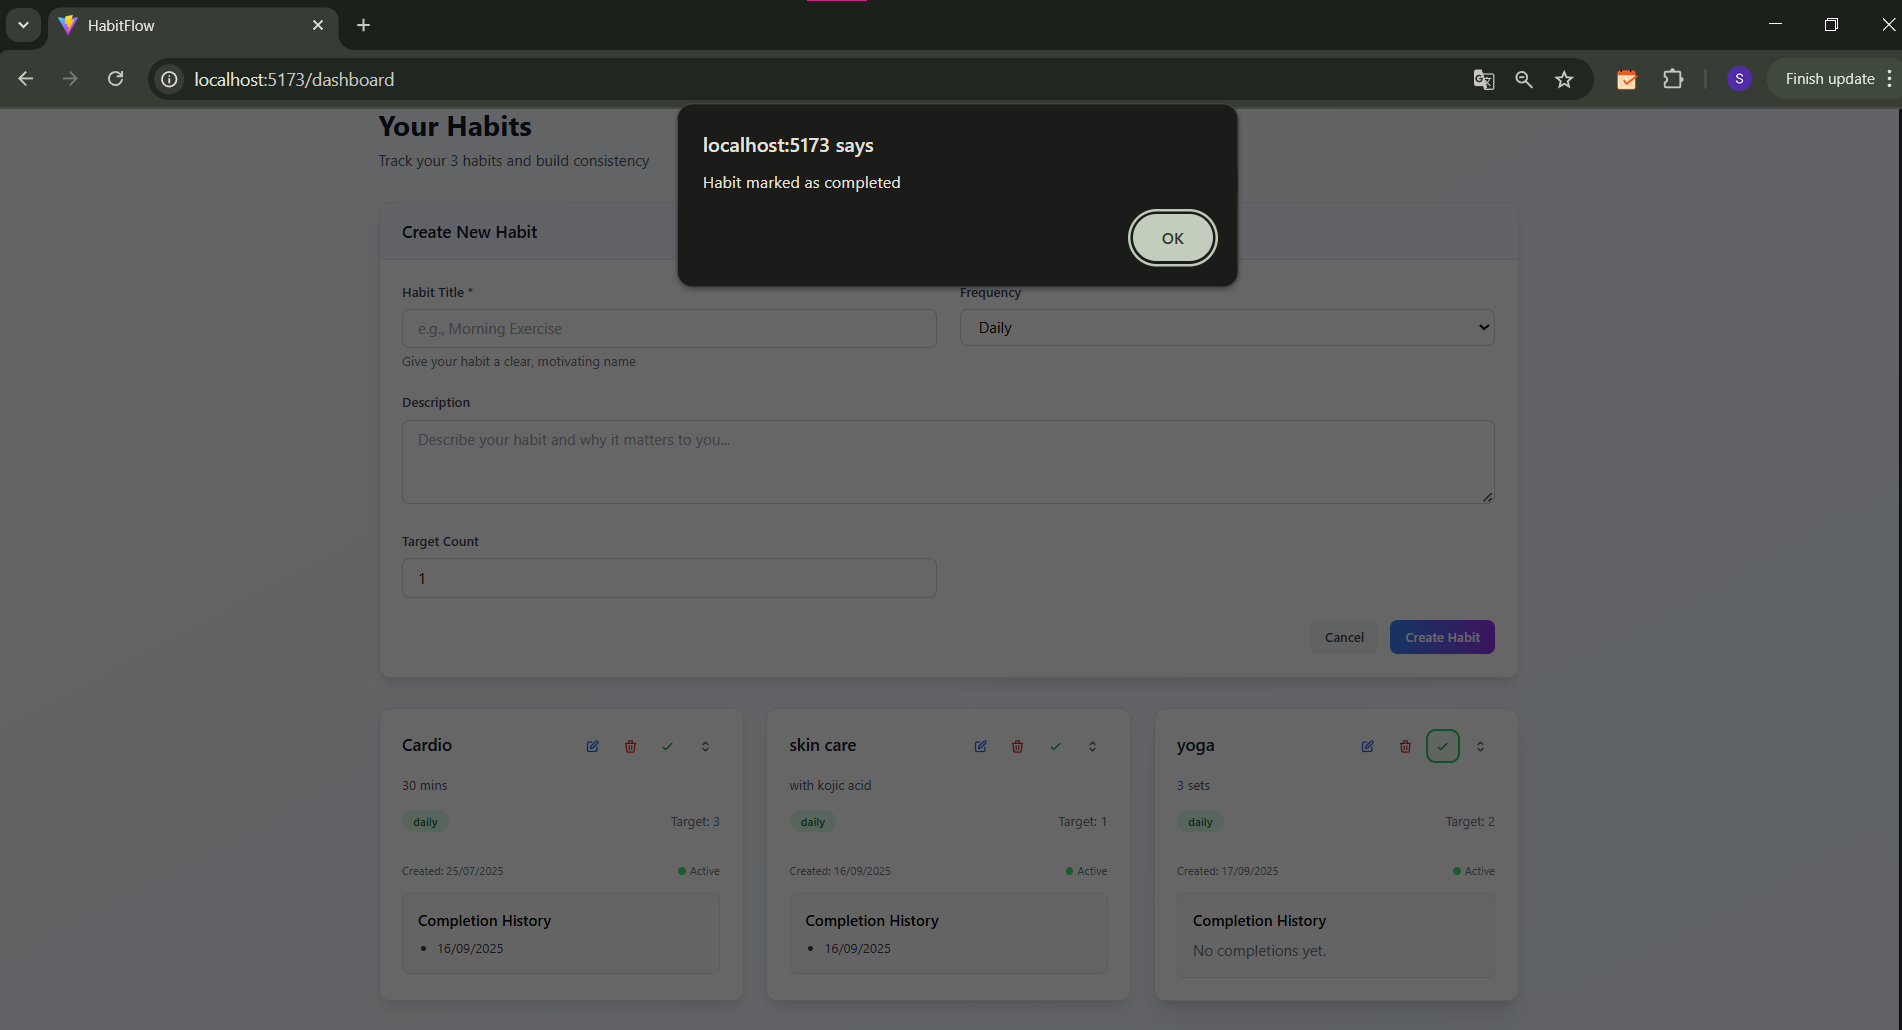 HabitFlow
localhost:5173/dashboard
S
Finish update
localhost:5173 says
Habit marked as completed
OK
Your Habits
Track your 3 habits and build consistency
Create New Habit
Habit Title *
Frequency
e.g., Morning Exercise
Daily
Give your habit a clear, motivating name
Description
Describe your habit and why it matters to you...
Target Count
1
Cancel
Create Habit
Cardio
30 mins
daily
Target: 3
Created: 25/07/2025
Active
Completion History
16/09/2025
skin care
with kojic acid
daily
Target: 1
Created: 16/09/2025
Active
Completion History
16/09/2025
yoga
3 sets
daily
Target: 2
Created: 17/09/2025
Active
Completion History
No completions yet.